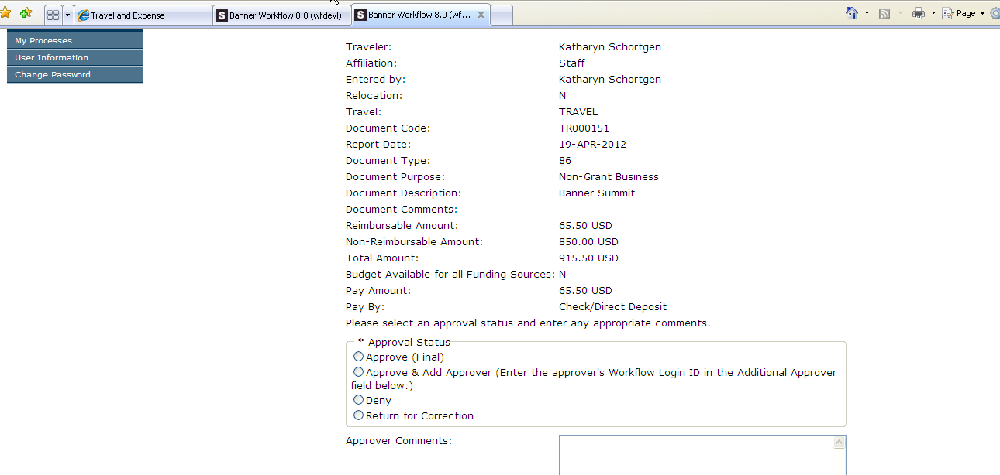 Travel and Expense
Banner Workflow 8.0 (wfdevl)
Banner Workflow 8.0 (wf...
Page
My Processes
User Information
Change Password
Traveler: Katharyn Schortgen
Affiliation: Staff
Entered by: Katharyn Schortgen
Relocation: N
Travel: TRAVEL
Document Code: TR000151
Report Date: 19-APR-2012
Document Type: 86
Document Purpose: Non-Grant Business
Document Description: Banner Summit
Document Comments:
Reimbursable Amount: 65.50 USD
Non-Reimbursable Amount: 850.00 USD
Total Amount: 915.50 USD
Budget Available for all Funding Sources: N
Pay Amount: 65.50 USD
Pay By: Check/Direct Deposit
Please select an approval status and enter any appropriate comments.
* Approval Status
Approve (Final)
Approve & Add Approver (Enter the approver's Workflow Login ID in the Additional Approver
field below.)
Deny
Return for Correction
Approver Comments: